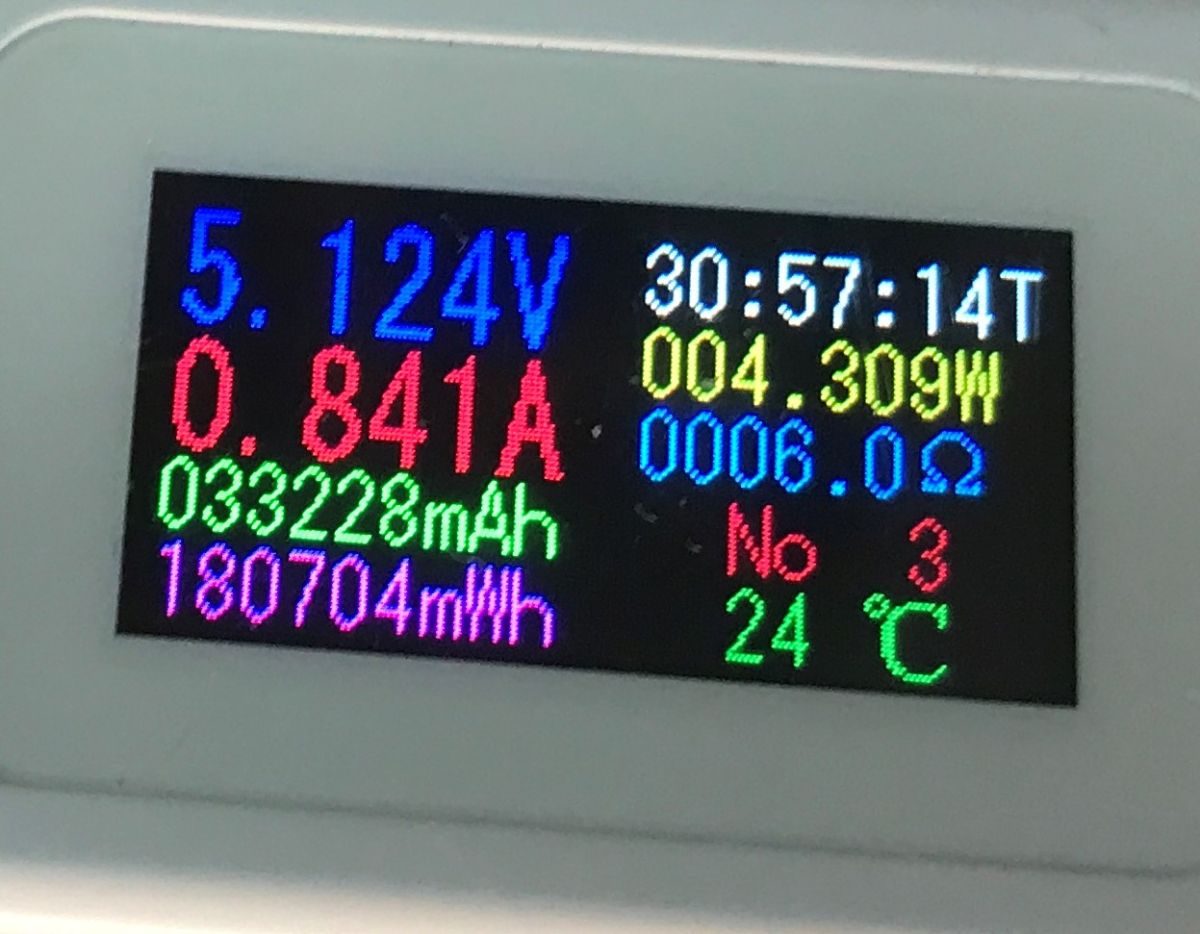 5.124V
0.841A
033228mAh
180704mWh
30:57:14T
004.309W
0006.0Ω
No 3
24 ℃